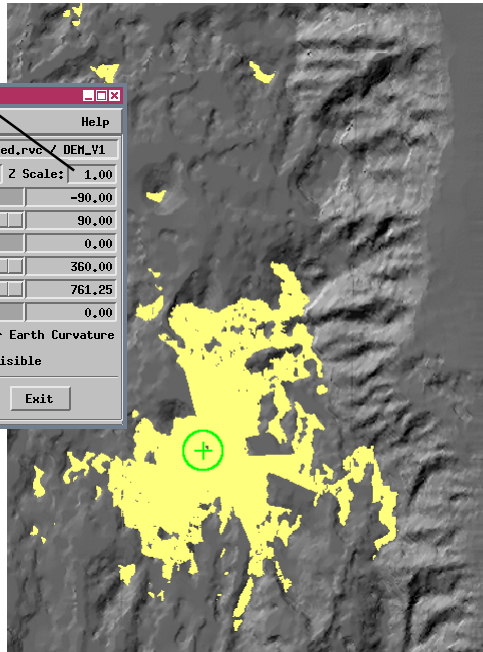 Help
ed.rvc / DEM_V1
Z Scale: 1.00
-90.00
90.00
0.00
360.00
761.25
0.00
Earth Curvature
isible
Exit